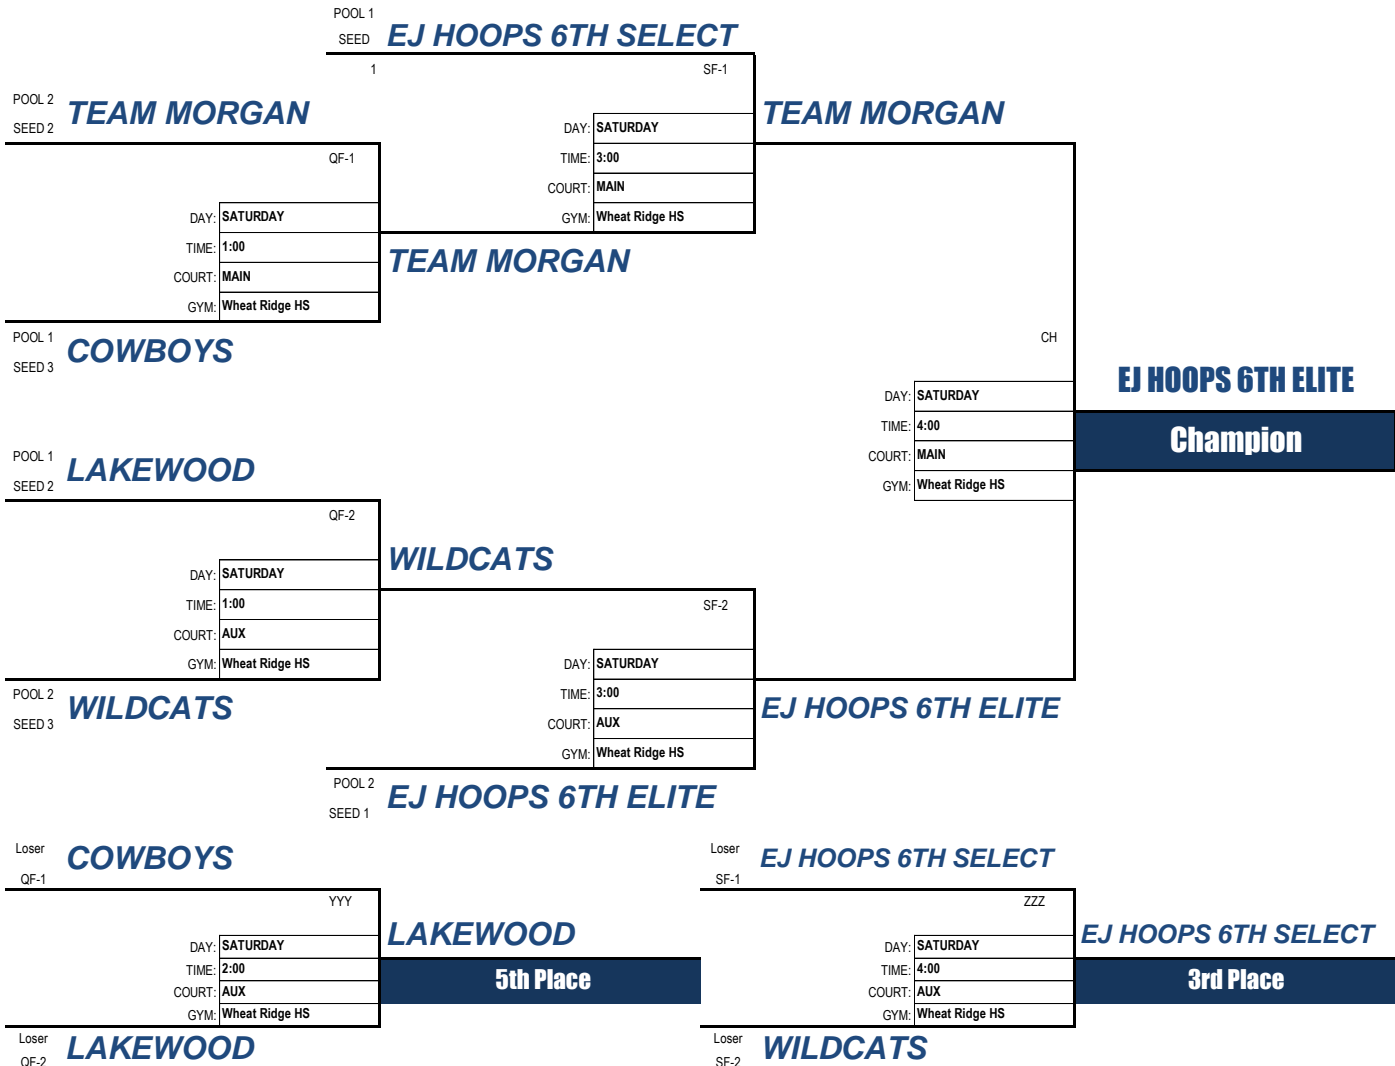 POOL 1
SEED EJ HOOPS 6TH SELECT
1 SF-1
POOL 2
SEED 2 TEAM MORGAN
DAY: SATURDAY
TEAM MORGAN
QF-1
TIME: 3:00
COURT: MAIN
GYM: Wheat Ridge HS
DAY: SATURDAY
TIME: 1:00
COURT: MAIN
GYM: Wheat Ridge HS
TEAM MORGAN
POOL 1
SEED 3 COWBOYS
CH
DAY: SATURDAY
TIME: 4:00
COURT: MAIN
GYM: Wheat Ridge HS
EJ HOOPS 6TH ELITE
Champion
POOL 1
SEED 2 LAKEWOOD
QF-2
DAY: SATURDAY
TIME: 1:00
COURT: AUX
GYM: Wheat Ridge HS
WILDCATS
SF-2
DAY: SATURDAY
TIME: 3:00
COURT: AUX
GYM: Wheat Ridge HS
POOL 2
SEED 3 WILDCATS
EJ HOOPS 6TH ELITE
POOL 2
SEED 1 EJ HOOPS 6TH ELITE
Loser
QF-1 COWBOYS
YYY
DAY: SATURDAY
TIME: 2:00
COURT: AUX
GYM: Wheat Ridge HS
LAKEWOOD
5th Place
Loser
QF-2 LAKEWOOD
Loser
SF-1 EJ HOOPS 6TH SELECT
ZZZ
DAY: SATURDAY
TIME: 4:00
COURT: AUX
GYM: Wheat Ridge HS
EJ HOOPS 6TH SELECT
3rd Place
Loser
SF-2 WILDCATS